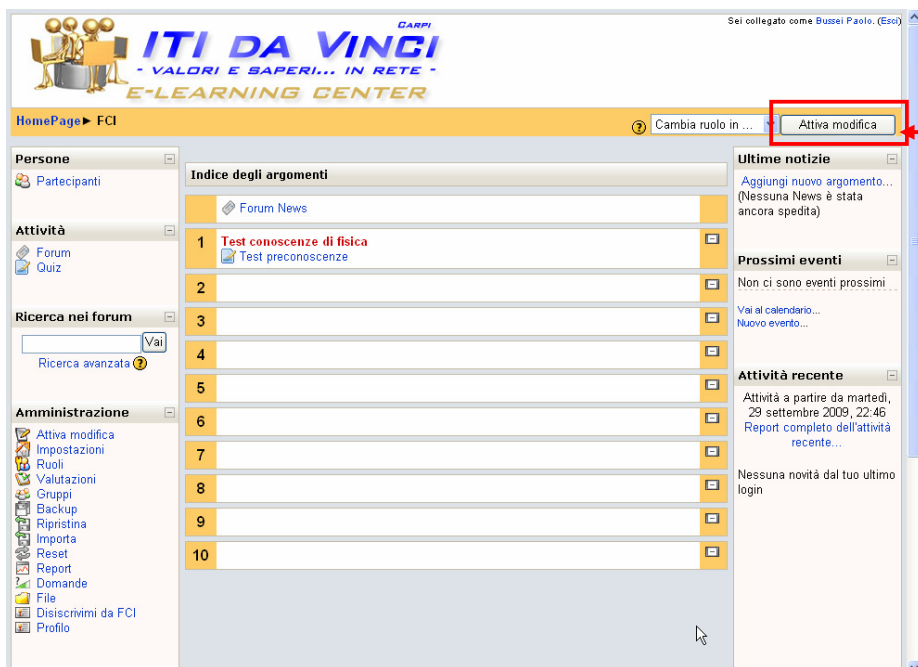 Sei collegato come Bussei Paolo. (Esci)
CARPI
ITI DA VINCI
- VALORI E SAPERI... IN RETE -
E-LEARNING CENTER
HomePage► FCI
Cambia ruolo in ...
Attiva modifica
Persone
Partecipanti
Attività
Forum
Quiz
Ricerca nei forum
Vai
Ricerca avanzata
Amministrazione
Attiva modifica
Impostazioni
Ruoli
Valutazioni
Gruppi
Backup
Ripristina
Importa
Reset
Report
Domande
File
Disiscrivimi da FCI
Profilo
Indice degli argomenti
Forum News
1 Test conoscenze di fisica
Test preconoscenze
2
3
4
5
6
7
8
9
10
Ultime notizie
Aggiungi nuovo argomento...
(Nessuna News è stata
ancora spedita)
Prossimi eventi
Non ci sono eventi prossimi
Vai al calendario...
Nuovo evento...
Attività recente
Attività a partire da martedì,
29 settembre 2009, 22:46
Report completo dell'attività
recente...
Nessuna novità dal tuo ultimo
login